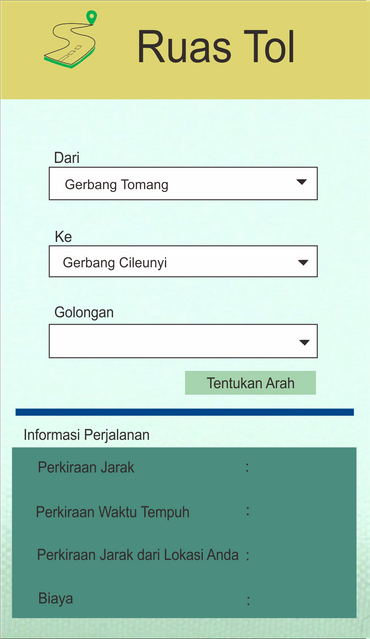 Ruas Tol
Dari
Gerbang Tomang
Ke
Gerbang Cileunyi
Golongan
Tentukan Arah
Informasi Perjalanan
Perkiraan Jarak :
Perkiraan Waktu Tempuh :
Perkiraan Jarak dari Lokasi Anda :
Biaya :